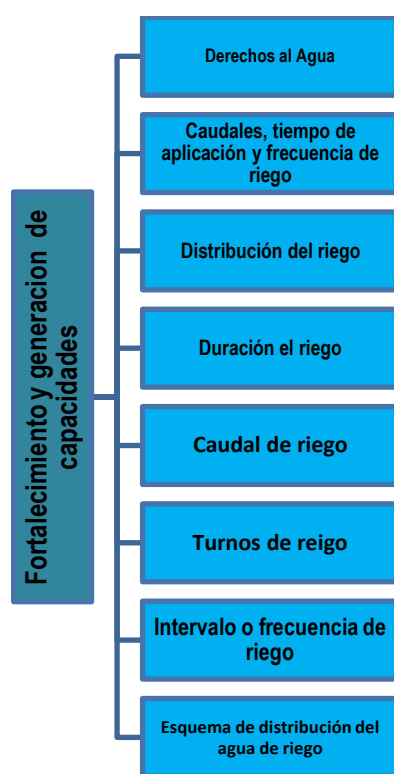 Fortalecimiento y generacion de
capacidades
Derechos al Agua
Caudales, tiempo de
aplicación y frecuencia de
riego
Distribución del riego
Duración el riego
Caudal de riego
Turnos de reigo
Intervalo o frecuencia de
riego
Esquema de distribución del
agua de riego